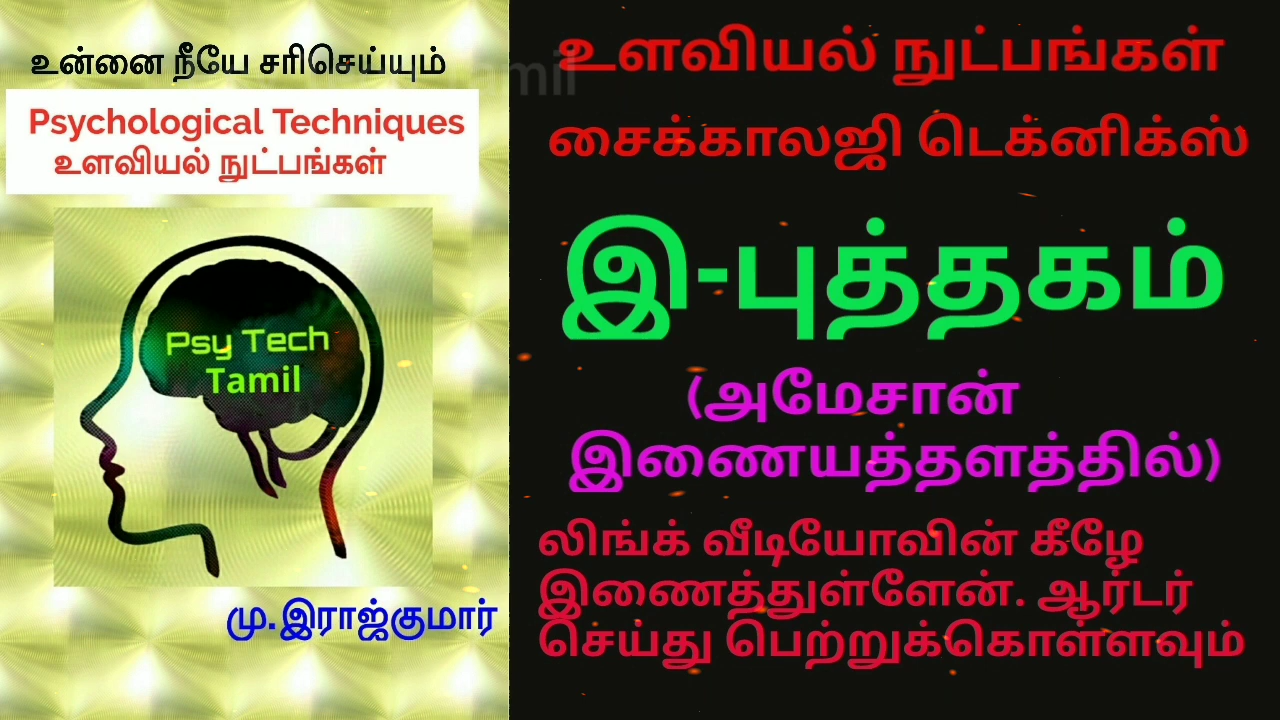 உன்னை நீயே சரிசெய்யும்
Psychological Techniques
உளவியல் நுட்பங்கள்
Psy Tech
Tamil
மு.இராஜ்குமார்
mil
உளவியல் நுட்பங்கள்
சைக்காலஜி டெக்னிக்ஸ்
இ-புத்தகம்
(அமேசான்
இணையத்தளத்தில்)
லிங்க் வீடியோவின் கீழே
இணைத்துள்ளேன். ஆர்டர்
செய்து பெற்றுக்கொள்ளவும்